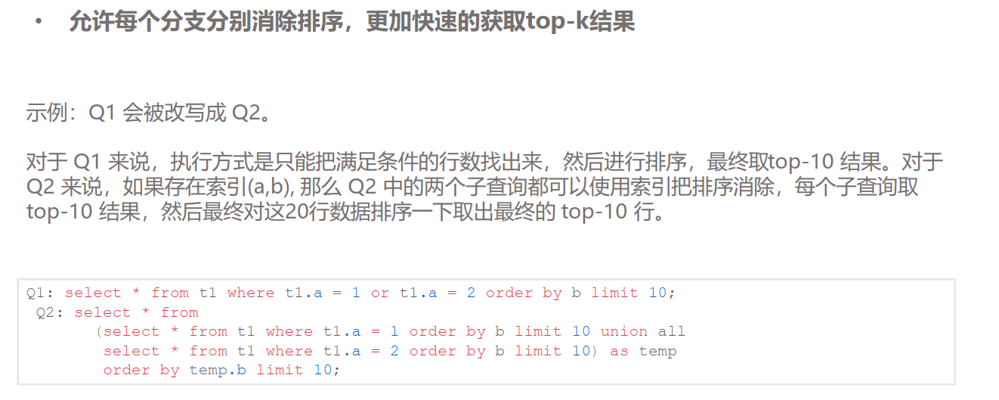 • 允许每个分支分别消除排序，更加快速的获取top-k结果
示例：Q1 会被改写成 Q2。
对于 Q1 来说，执行方式是只能把满足条件的行数找出来，然后进行排序，最终取top-10 结果。对于
Q2 来说，如果存在索引(a,b), 那么 Q2 中的两个子查询都可以使用索引把排序消除，每个子查询取
top-10 结果，然后最终对这20行数据排序一下取出最终的 top-10 行。
Q1: select * from t1 where t1.a = 1 or t1.a = 2 order by b limit 10;
Q2: select * from
(select * from t1 where t1.a = 1 order by b limit 10 union all
select * from t1 where t1.a = 2 order by b limit 10) as temp
order by temp.b limit 10;